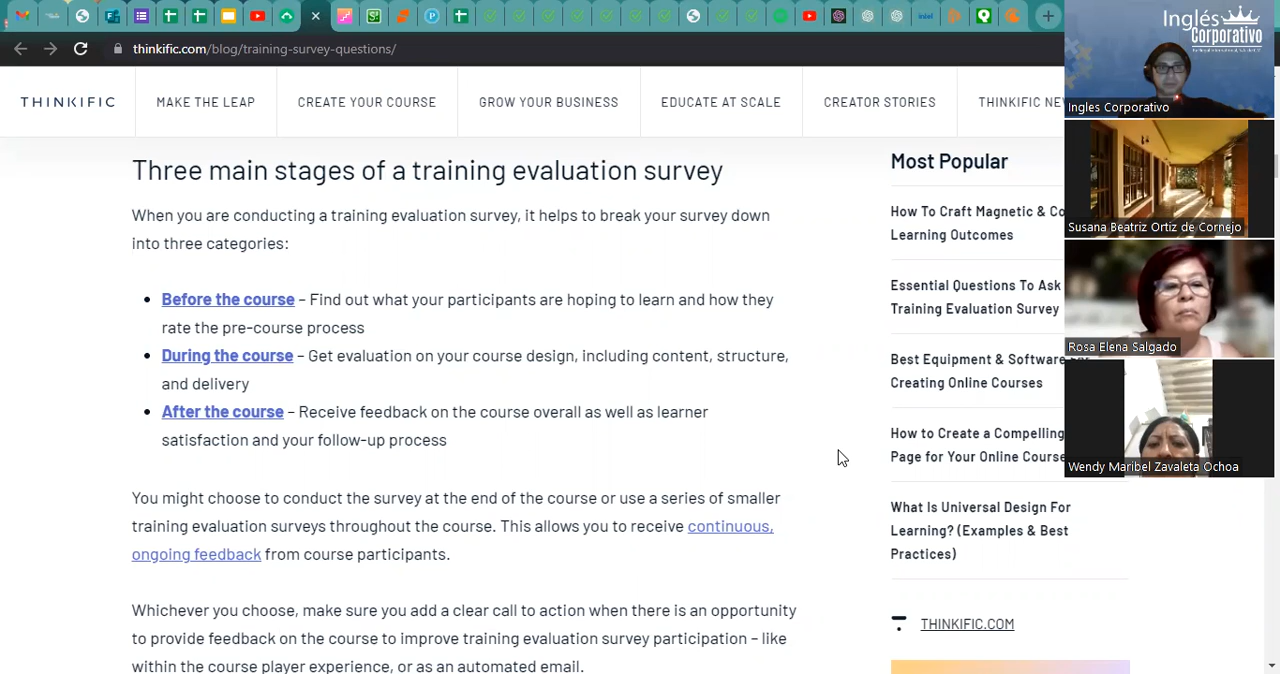 thinkific.com/blog/training-survey-questions/
THINKIFIC
MAKE THE LEAP
CREATE YOUR COURSE
GROW YOUR BUSINESS
EDUCATE AT SCALE
CREATOR STORIES
THINKIFIC
Three main stages of a training evaluation survey
When you are conducting a training evaluation survey, it helps to break your survey down
into three categories:
• Before the course – Find out what your participants are hoping to learn and how they
rate the pre-course process
• During the course – Get evaluation on your course design, including content, structure,
and delivery
• After the course – Receive feedback on the course overall as well as learner
satisfaction and your follow-up process
You might choose to conduct the survey at the end of the course or use a series of smaller
training evaluation surveys throughout the course. This allows you to receive continuous,
ongoing feedback from course participants.
Whichever you choose, make sure you add a clear call to action when there is an opportunity
to provide feedback on the course to improve training evaluation survey participation – like
within the course player experience, or as an automated email.
Most Popular
How To Craft Magnetic &
Learning Outcomes
Essential Questions To Ask
Training Evaluation Survey
Best Equipment & Software
Creating Online Courses
How to Create a Compelling
Page for Your Online Course
What Is Universal Design For
Learning? (Examples & Best
Practices)
THINKIFIC.COM
Inglés
Corporativo
Ingles Corporativo
Susana Beatriz Ortiz de Cornejo
Rosa Elena Salgado
Wendy Maribel Zavaleta Ochoa